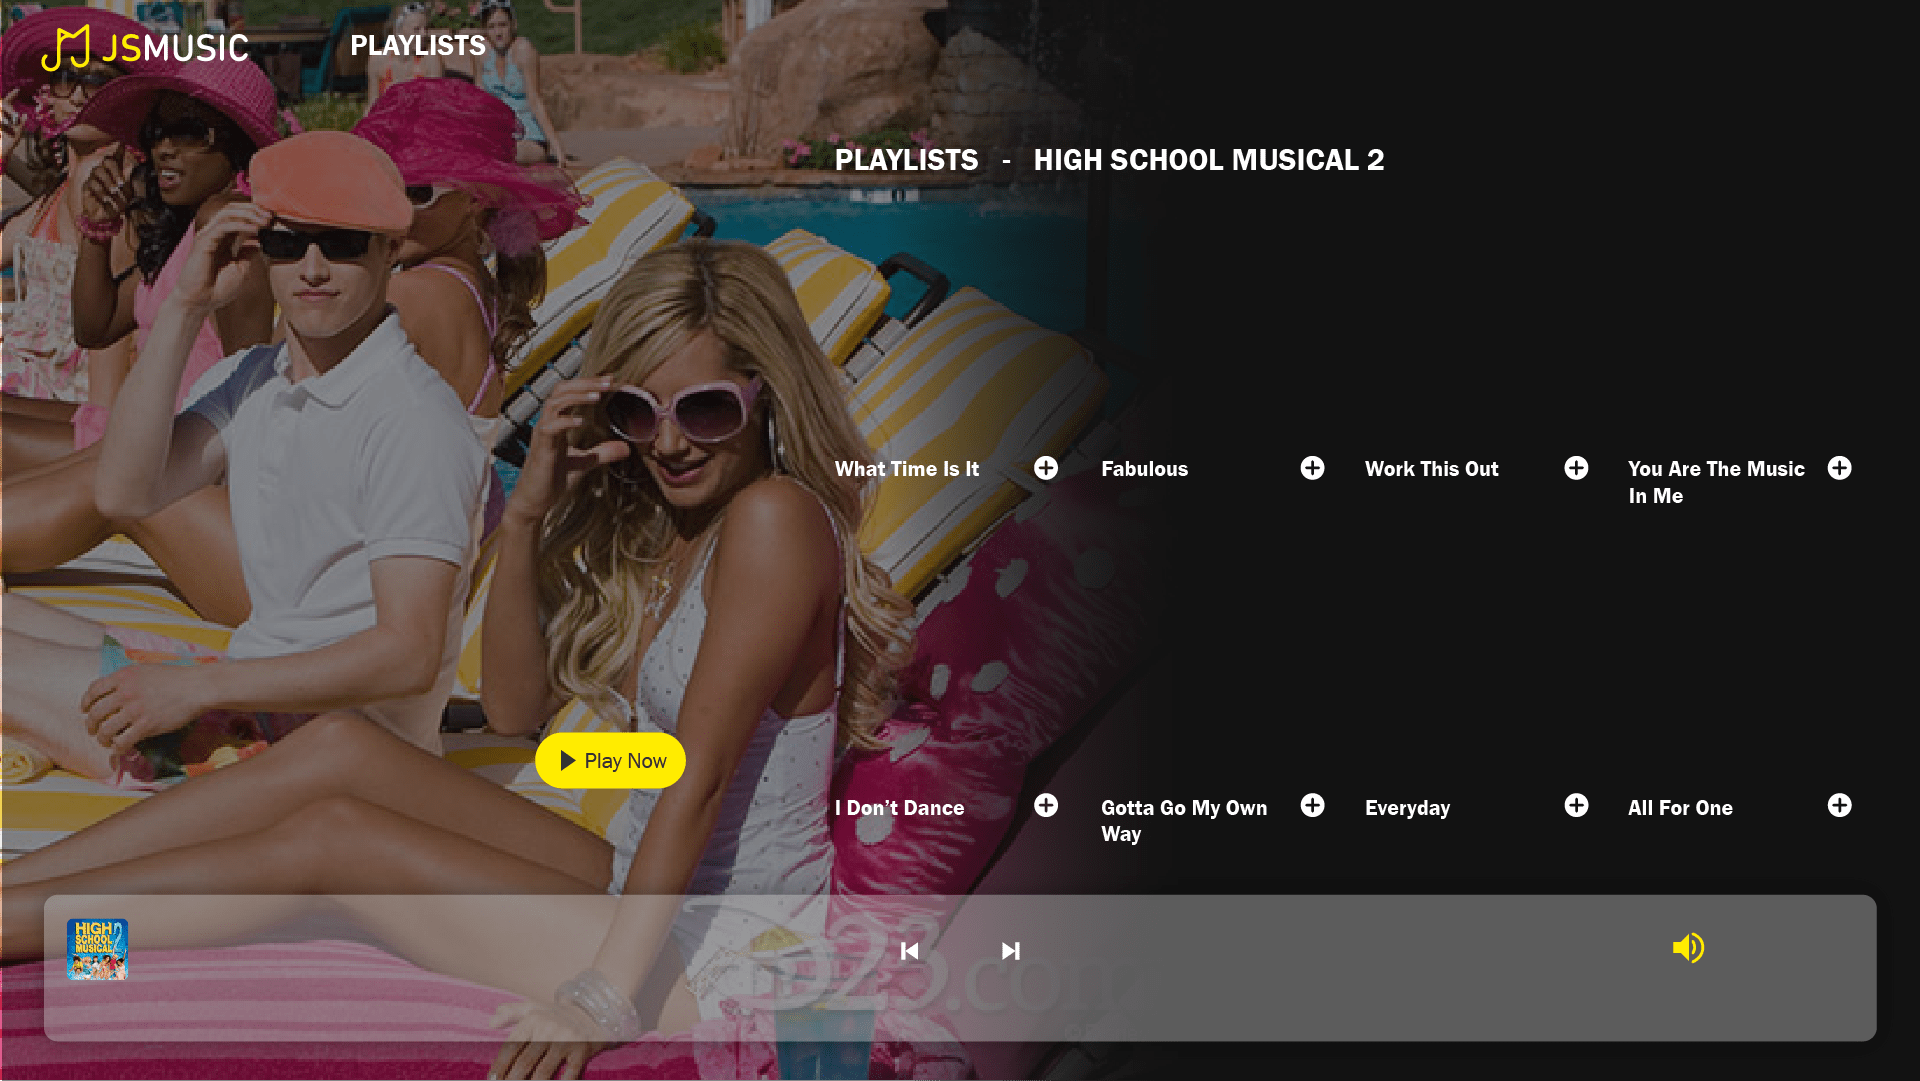 JSMUSIC
PLAYLISTS
PLAYLISTS - HIGH SCHOOL MUSICAL 2
What Time Is It
Fabulous
Work This Out
You Are The Music
In Me
Play Now
I Don’t Dance
Gotta Go My Own
Way
Everyday
All For One
HIGH
SCHOOL
MUSICAL 2
D23.com